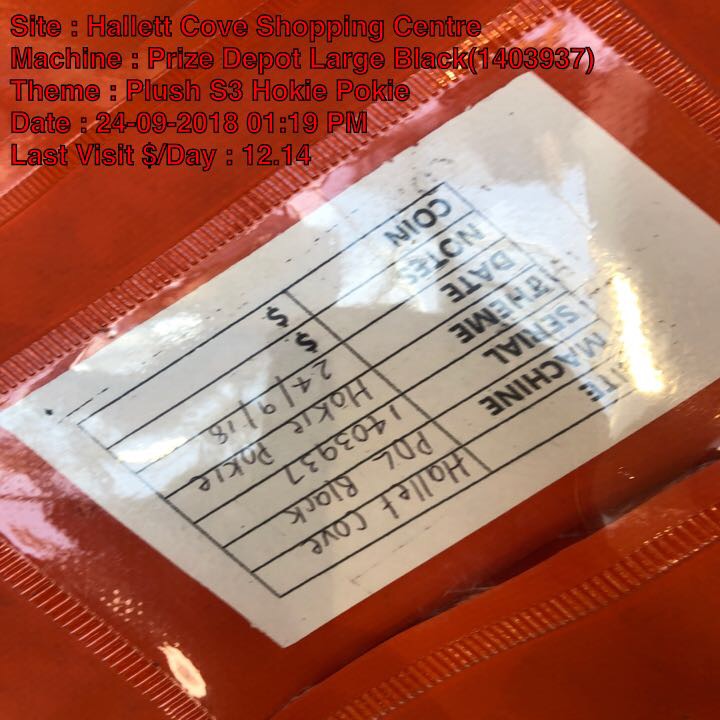 Site : Hallett Cove Shopping Centre
Machine : Prize Depot Large Black(1403937)
Theme : Plush S3 Hokie Pokie
Date : 24-09-2018 01:19 PM
Last Visit $/Day : 12.14
Hallet Cove
MACHINE PDL Black
SERIAL 1403937
THEME Hokie Pokie
DATE 24/9/18
NOTES $
COIN $